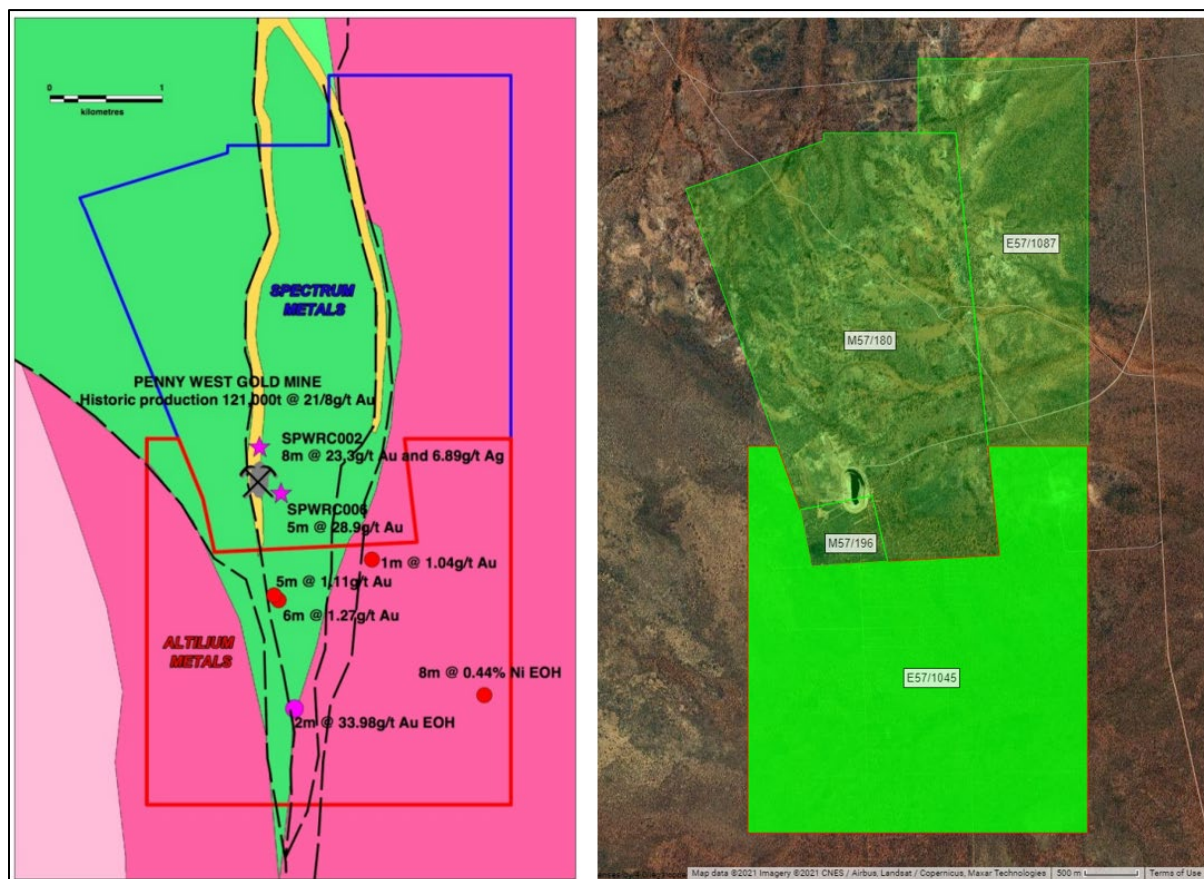 0 1
kilometres
SPECTRUM
METALS
PENNY WEST GOLD MINE
Historic production 121,000t @ 21/8g/t Au
SPWRC002
8m @ 23.3g/t Au and 6.89g/t Ag
SPWRC006
5m @ 28.9g/t Au
1m @ 1.04g/t Au
5m @ 1.11g/t Au
6m @ 1.27g/t Au
ALTILIUM
METALS
8m @ 0.44% Ni EOH
2m @ 33.98g/t Au EOH
E57/1087
M57/180
M57/196
E57/1045
Map data ©2021 Imagery ©2021 CNES / Airbus, Landsat / Copernicus, Maxar Technologies 500 m Terms of Use